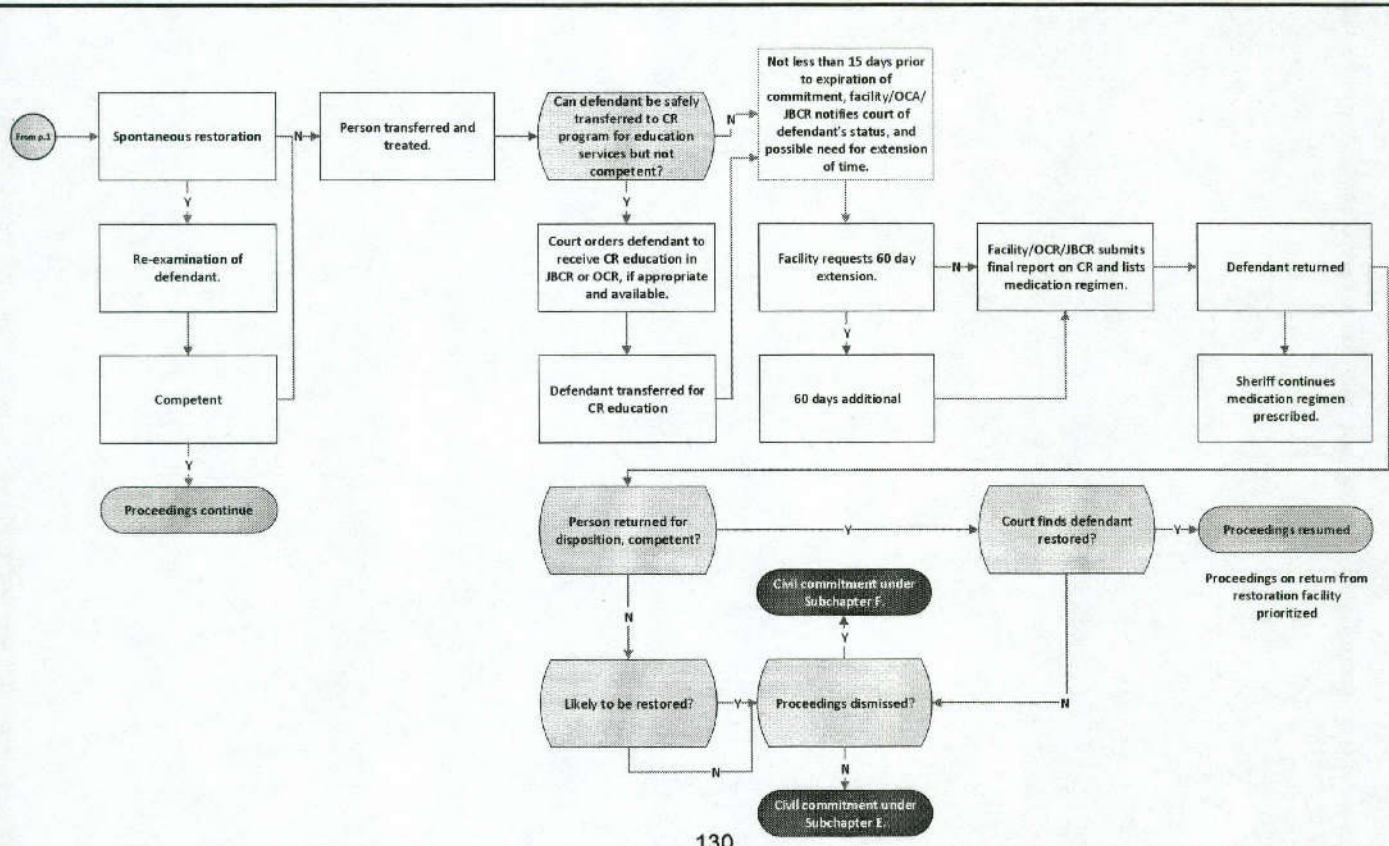 From p.1
Spontaneous restoration
N
Person transferred and
treated.
Can defendant be safely
transferred to CR
program for education
services but not
competent?
N
Not less than 15 days prior
to expiration of
commitment, facility/OCA/
JBCR notifies court of
defendant's status, and
possible need for extension
of time.
Y
Y
Re-examination of
defendant.
Court orders defendant to
receive CR education in
JBCR or OCR, if appropriate
and available.
Facility requests 60 day
extension.
N
Facility/OCR/JBCR submits
final report on CR and lists
medication regimen.
Defendant returned
Y
Competent
Defendant transferred for
CR education
60 days additional
Sheriff continues
medication regimen
prescribed.
Y
Proceedings continue
Person returned for
disposition, competent?
Y
Court finds defendant
restored?
Y
Proceedings resumed
Proceedings on return from
restoration facility
prioritized
Civil commitment under
Subchapter F.
N
Y
Likely to be restored?
Y
Proceedings dismissed?
N
N
N
Civil commitment under
Subchapter E.
130